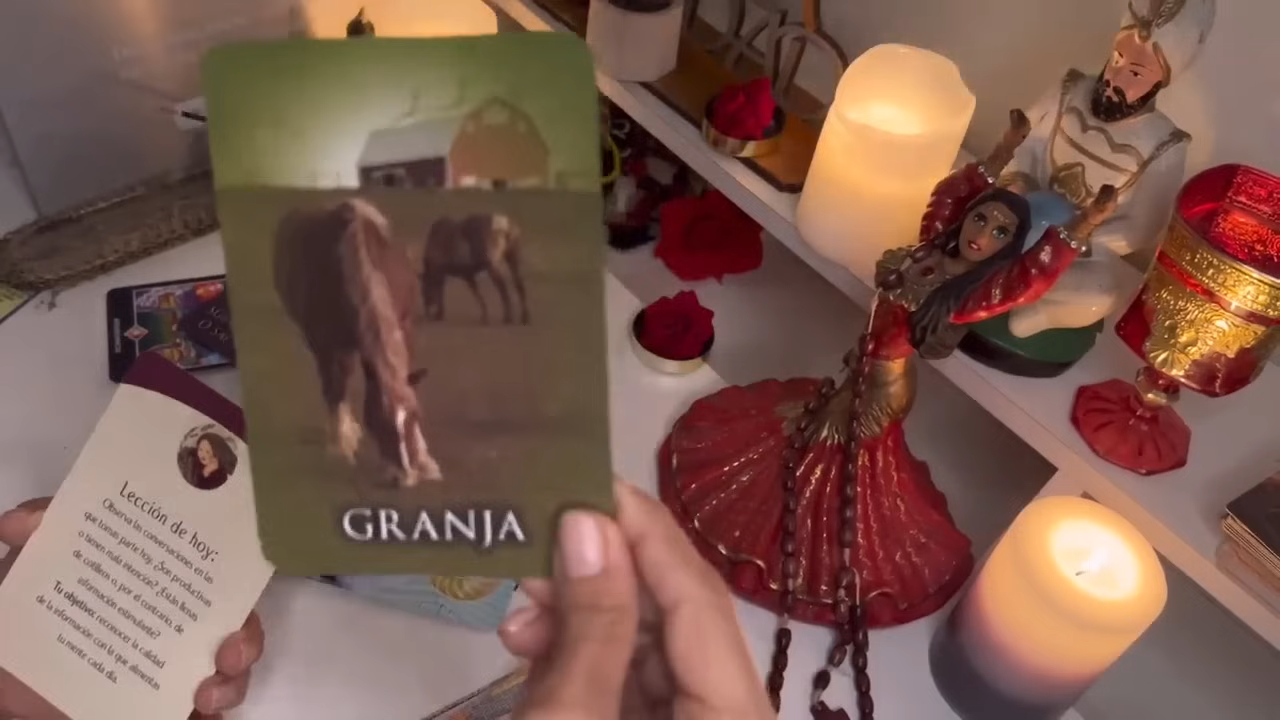 GRANJA
Lección de hoy:
Observa las conversaciones en las
que tomas parte hoy. ¿Son productivas
o tienen más intención? ¿Están llenas
de cotilleo o, por el contrario, de
información estimulante?
Tu objetivo: reconocer la calidad
de la información con la que alimentas
tu mente cada día.